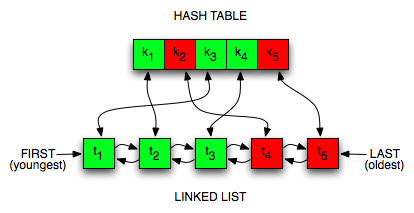 HASH TABLE
k1 k2 k3 k4 k5
t1 t2 t3 t4 t5
FIRST
(youngest)
LAST
(oldest)
LINKED LIST